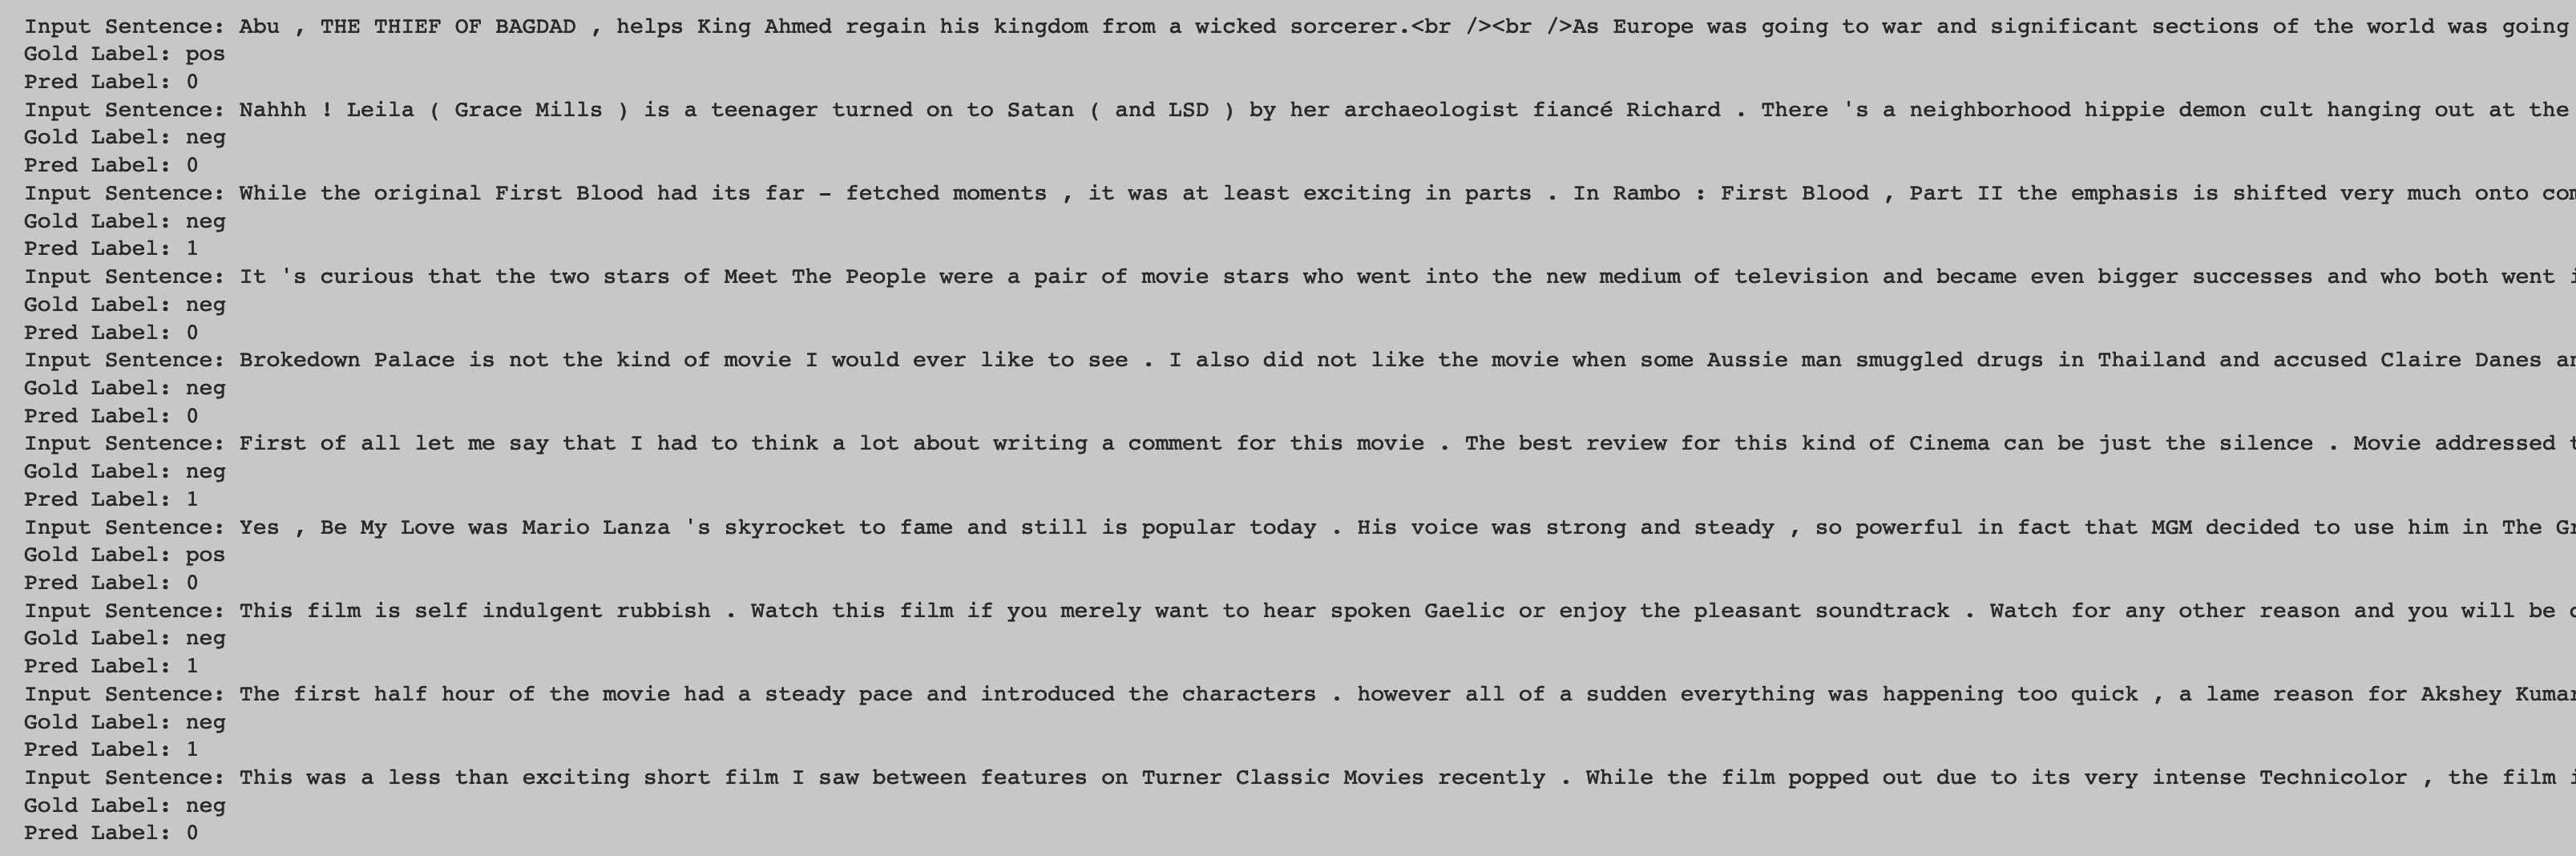 Input Sentence: Abu , THE THIEF OF BAGDAD , helps King Ahmed regain his kingdom from a wicked sorcerer.<br /><br />As Europe was going to war and significant sections of the world was going
Gold Label: pos
Pred Label: 0
Input Sentence: Nahhh ! Leila ( Grace Mills ) is a teenager turned on to Satan ( and LSD ) by her archaeologist fiancé Richard . There 's a neighborhood hippie demon cult hanging out at the
Gold Label: neg
Pred Label: 0
Input Sentence: While the original First Blood had its far – fetched moments , it was at least exciting in parts . In Rambo : First Blood , Part II the emphasis is shifted very much onto
Gold Label: neg
Pred Label: 1
Input Sentence: It 's curious that the two stars of Meet The People were a pair of movie stars who went into the new medium of television and became even bigger successes and who both went
Gold Label: neg
Pred Label: 0
Input Sentence: Brokedown Palace is not the kind of movie I would ever like to see . I also did not like the movie when some Aussie man smuggled drugs in Thailand and accused Claire Danes
Gold Label: neg
Pred Label: 0
Input Sentence: First of all let me say that I had to think a lot about writing a comment for this movie . The best review for this kind of Cinema can be just the silence . Movie addressed
Gold Label: neg
Pred Label: 1
Input Sentence: Yes , Be My Love was Mario Lanza 's skyrocket to fame and still is popular today . His voice was strong and steady , so powerful in fact that MGM decided to use him in The
Gold Label: pos
Pred Label: 0
Input Sentence: This film is self indulgent rubbish . Watch this film if you merely want to hear spoken Gaelic or enjoy the pleasant soundtrack . Watch for any other reason and you will be
Gold Label: neg
Pred Label: 1
Input Sentence: The first half hour of the movie had a steady pace and introduced the characters . however all of a sudden everything was happening too quick , a lame reason for Akshey Kumar
Gold Label: neg
Pred Label: 1
Input Sentence: This was a less than exciting short film I saw between features on Turner Classic Movies recently . While the film popped out due to its very intense Technicolor , the film
Gold Label: neg
Pred Label: 0